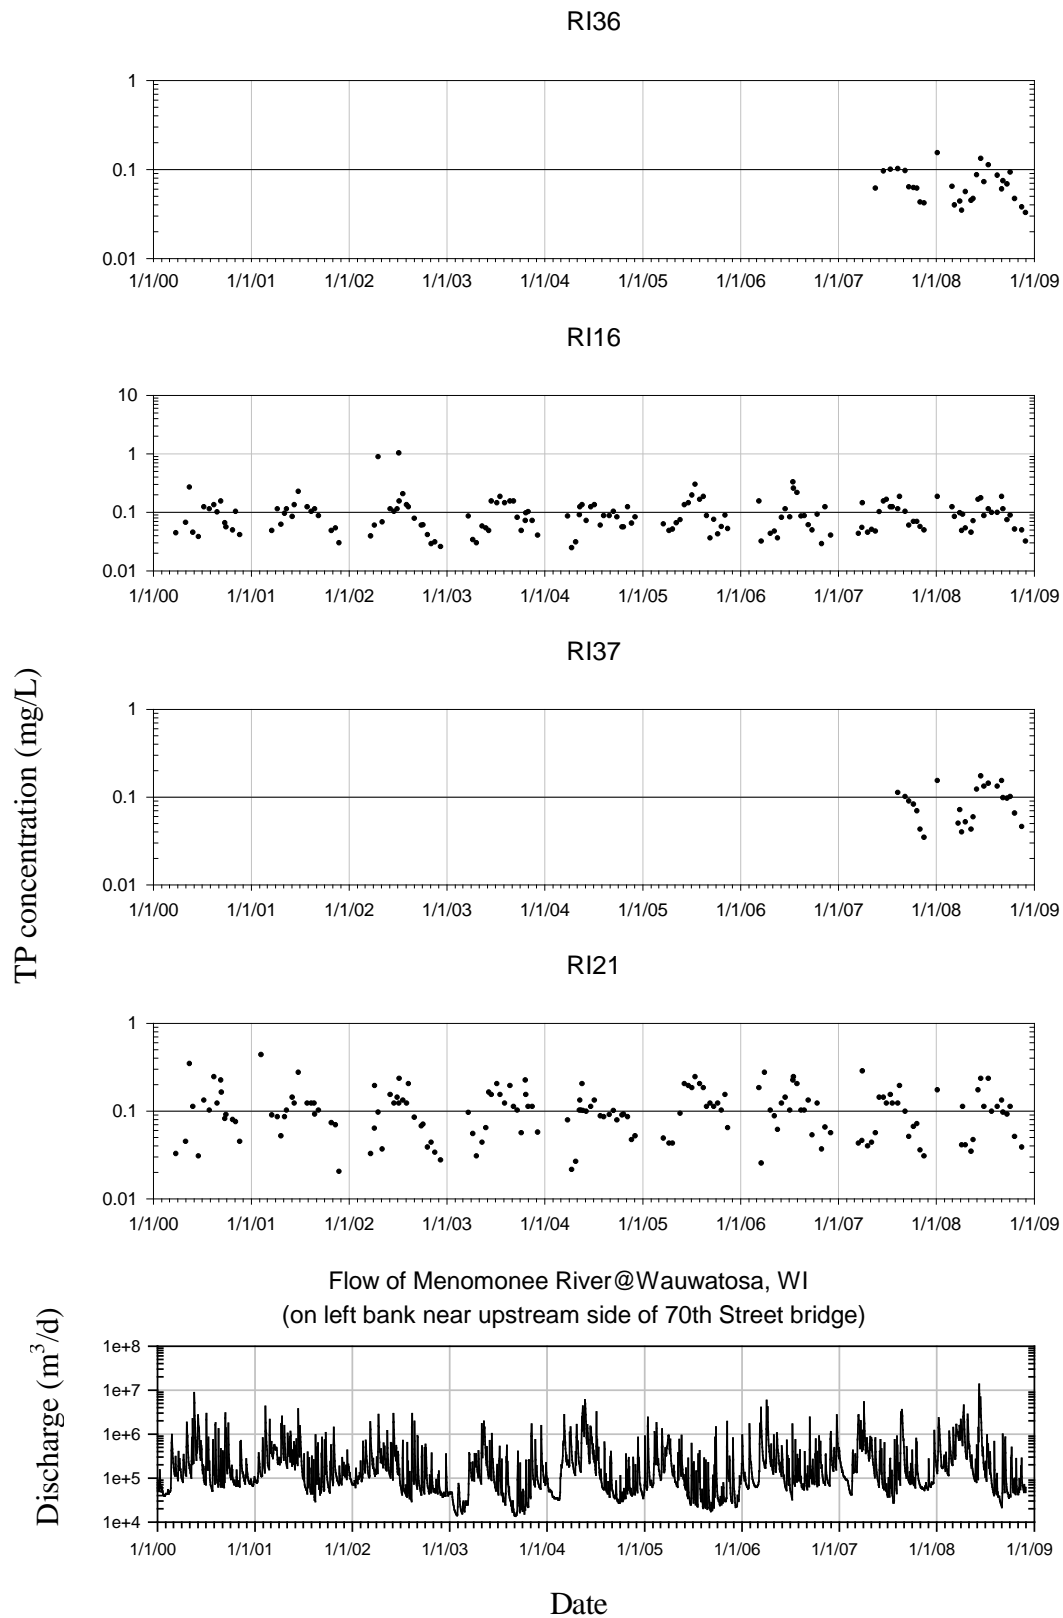 RI36
1
0.1
0.01
1/1/00 1/1/01 1/1/02 1/1/03 1/1/04 1/1/05 1/1/06 1/1/07 1/1/08 1/1/09
RI16
10
1
0.1
0.01
1/1/00 1/1/01 1/1/02 1/1/03 1/1/04 1/1/05 1/1/06 1/1/07 1/1/08 1/1/09
TP concentration (mg/L)
RI37
1
0.1
0.01
1/1/00 1/1/01 1/1/02 1/1/03 1/1/04 1/1/05 1/1/06 1/1/07 1/1/08 1/1/09
RI21
1
0.1
0.01
1/1/00 1/1/01 1/1/02 1/1/03 1/1/04 1/1/05 1/1/06 1/1/07 1/1/08 1/1/09
Flow of Menomonee River@Wauwatosa, WI
(on left bank near upstream side of 70th Street bridge)
Discharge (m³/d)
1e+8
1e+7
1e+6
1e+5
1e+4
1/1/00 1/1/01 1/1/02 1/1/03 1/1/04 1/1/05 1/1/06 1/1/07 1/1/08 1/1/09
Date